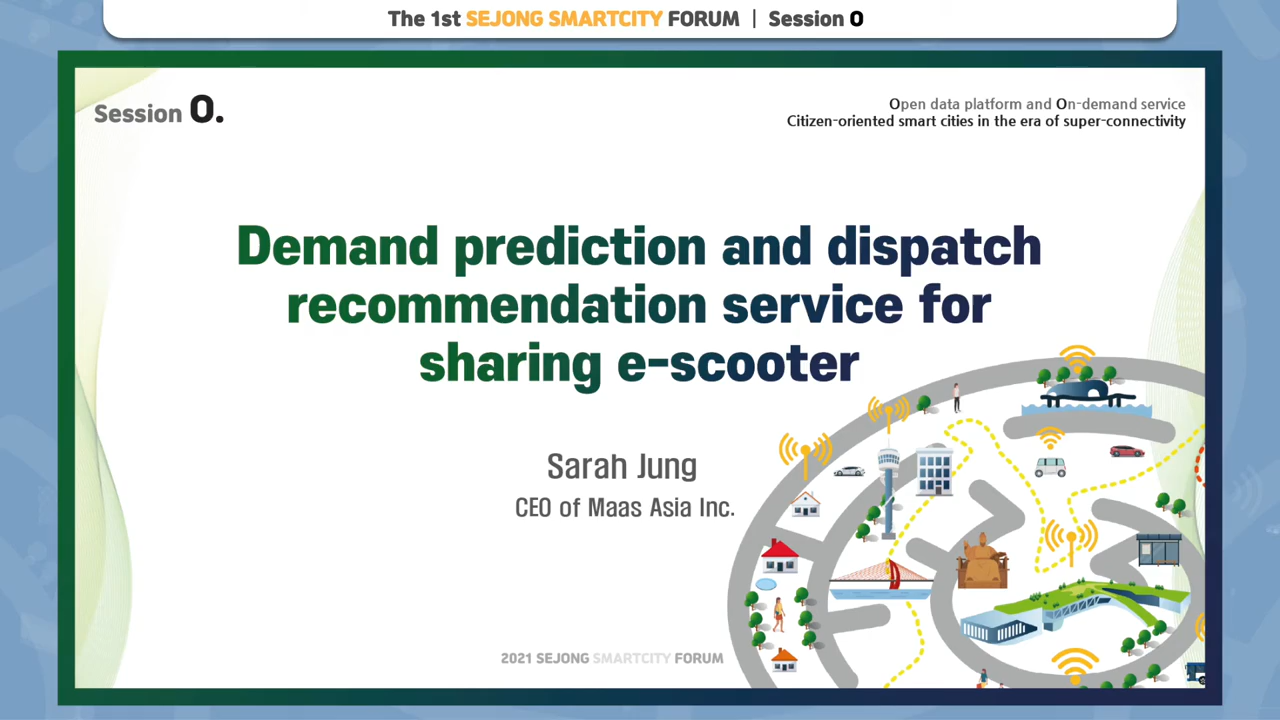 The 1st SEJONG SMARTCITY FORUM | Session O
Session O.
Open data platform and On-demand service
Citizen-oriented smart cities in the era of super-connectivity
Demand prediction and dispatch
recommendation service for
sharing e-scooter
Sarah Jung
CEO of Maas Asia Inc.
2021 SEJONG SMARTCITY FORUM